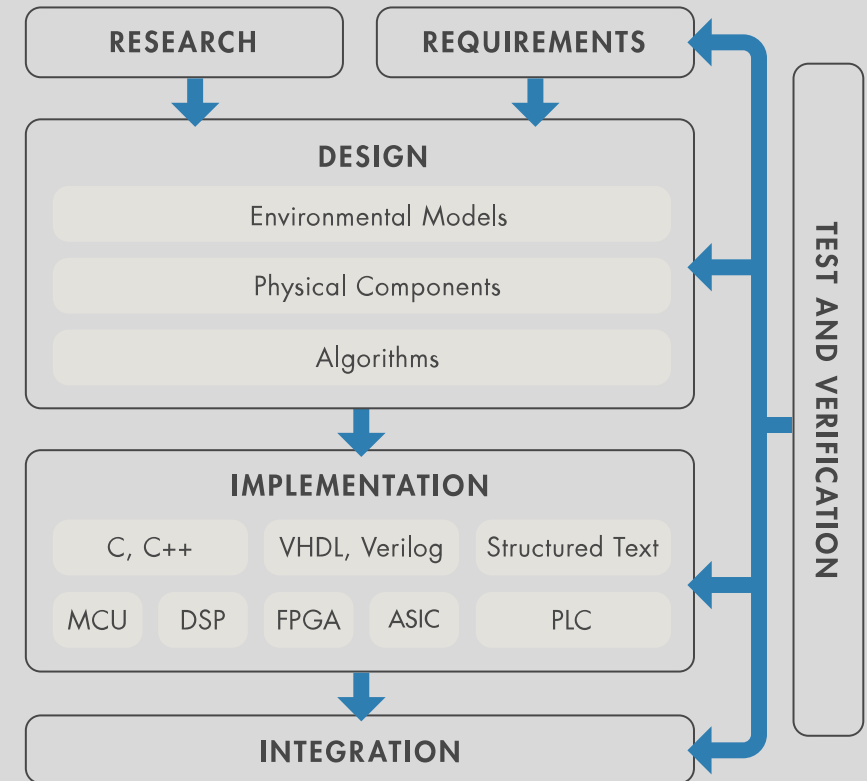 RESEARCH
REQUIREMENTS
DESIGN
Environmental Models
Physical Components
Algorithms
IMPLEMENTATION
C, C++
VHDL, Verilog
Structured Text
MCU
DSP
FPGA
ASIC
PLC
INTEGRATION
TEST AND VERIFICATION